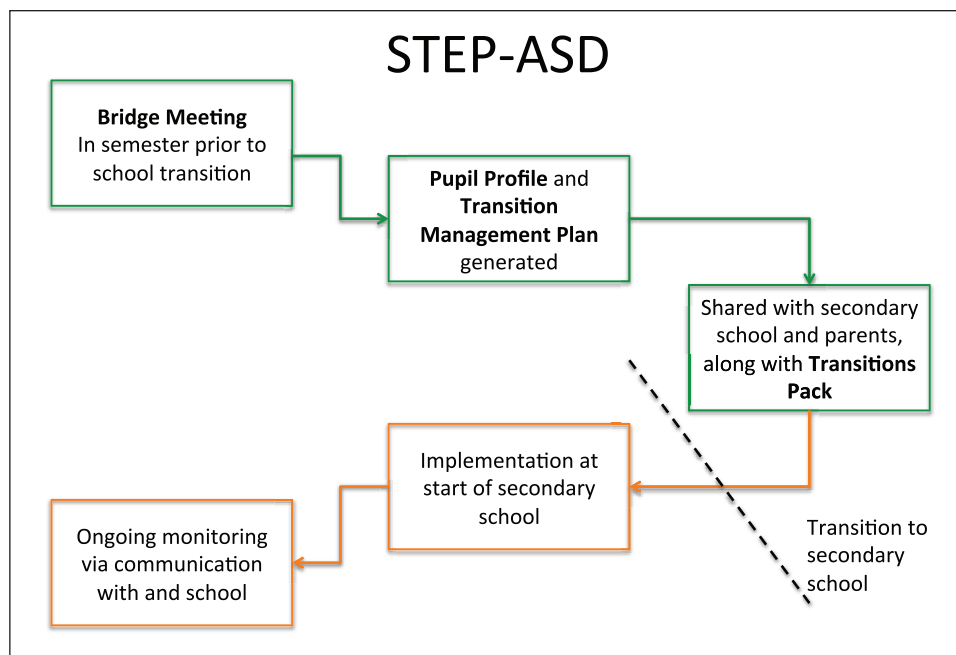 STEP-ASD
Bridge Meeting
In semester prior to
school transition
Pupil Profile and
Transition
Management Plan
generated
Shared with secondary
school and parents,
along with Transitions
Pack
Implementation at
start of secondary
school
Ongoing monitoring
via communication
with and school
Transition to
secondary
school